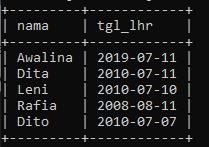 +---------+------------+
| nama    | tgl_lhr    |
+---------+------------+
| Awalina | 2019-07-11 |
| Dita    | 2010-07-11 |
| Leni    | 2010-07-10 |
| Rafia   | 2008-08-11 |
| Dito    | 2010-07-07 |
+---------+------------+